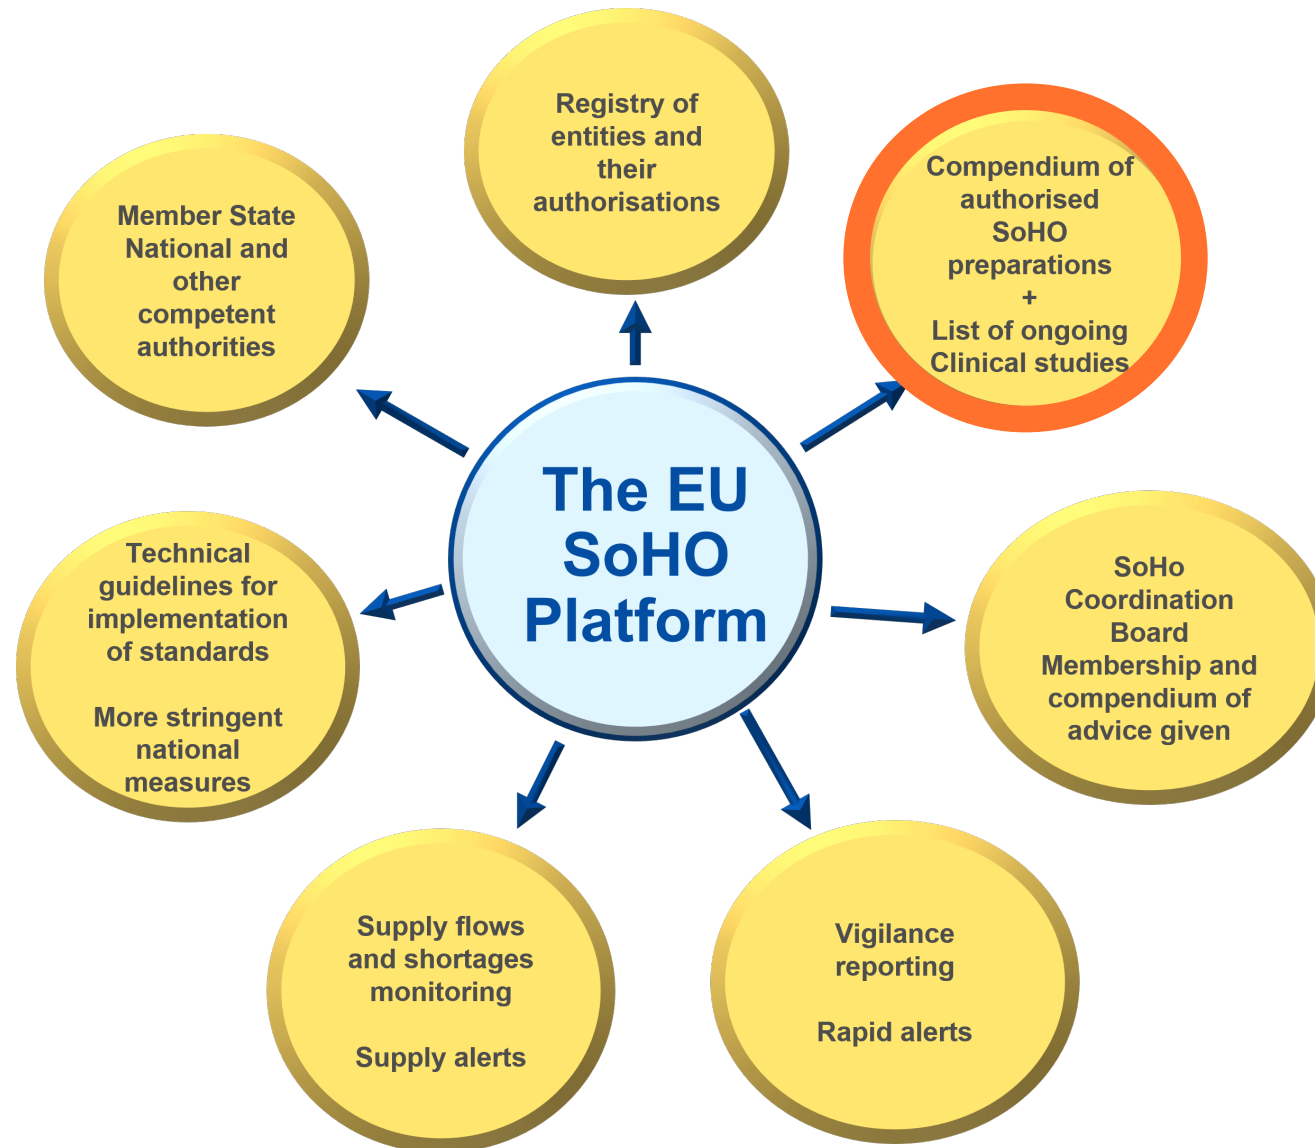 Registry of
entities and
their
authorisations
Compendium of
authorised
SoHO
preparations
+
List of ongoing
Clinical studies
Member State
National and
other
competent
authorities
The EU
SoHO
Platform
Technical
guidelines for
implementation
of standards
More stringent
national
measures
SoHo
Coordination
Board
Membership and
compendium of
advice given
Supply flows
and shortages
monitoring
Supply alerts
Vigilance
reporting
Rapid alerts